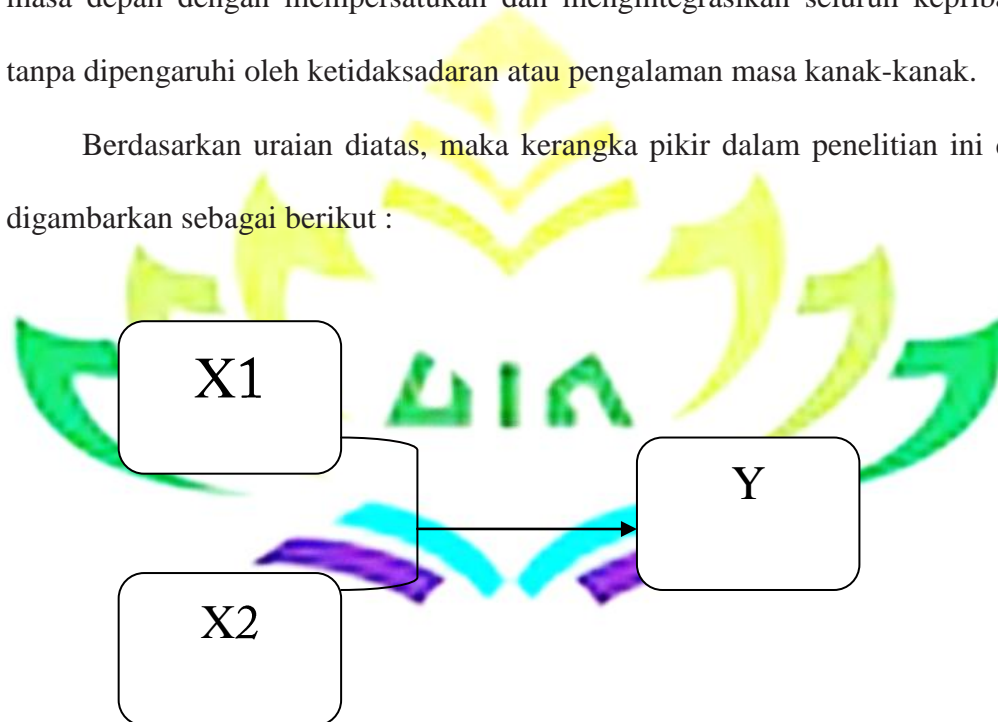 masa depan dengan mempersatukan dan mengintegrasikan seluruh
tanpa dipengaruhi oleh ketidaksadaran atau pengalaman masa kanak-kanak.
Berdasarkan uraian diatas, maka kerangka pikir dalam penelitian ini
digambarkan sebagai berikut :
X1
UIN
Y
X2